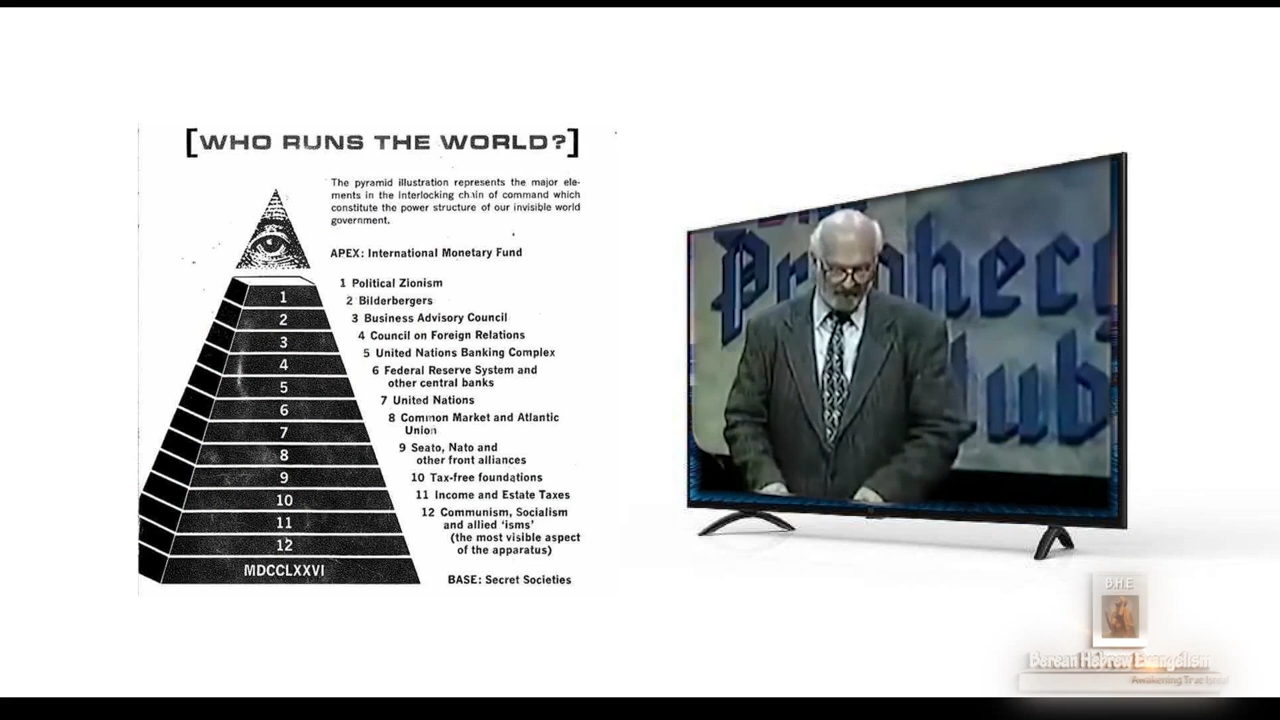 [WHO RUNS THE WORLD?]
The pyramid illustration represents the major ele-
ments in the interlocking chain of command which
constitute the power structure of our invisible world
government.
APEX: International Monetary Fund
1 Political Zionism
2 Bilderbergers
3 Business Advisory Council
4 Council on Foreign Relations
5 United Nations Banking Complex
6 Federal Reserve System and
other central banks
7 United Nations
8 Common Market and Atlantic
Union
9 Seato, Nato and
other front alliances
10 Tax-free foundations
11 Income and Estate Taxes
12 Communism, Socialism
and allied 'isms'
(the most visible aspect
of the apparatus)
BASE: Secret Societies
1
2
3
4
5
6
7
8
9
10
11
12
MDCCLXXVI
Prophecy
lub
B.H.E
Berean Hebrew Evangelism
Awakening True Israel